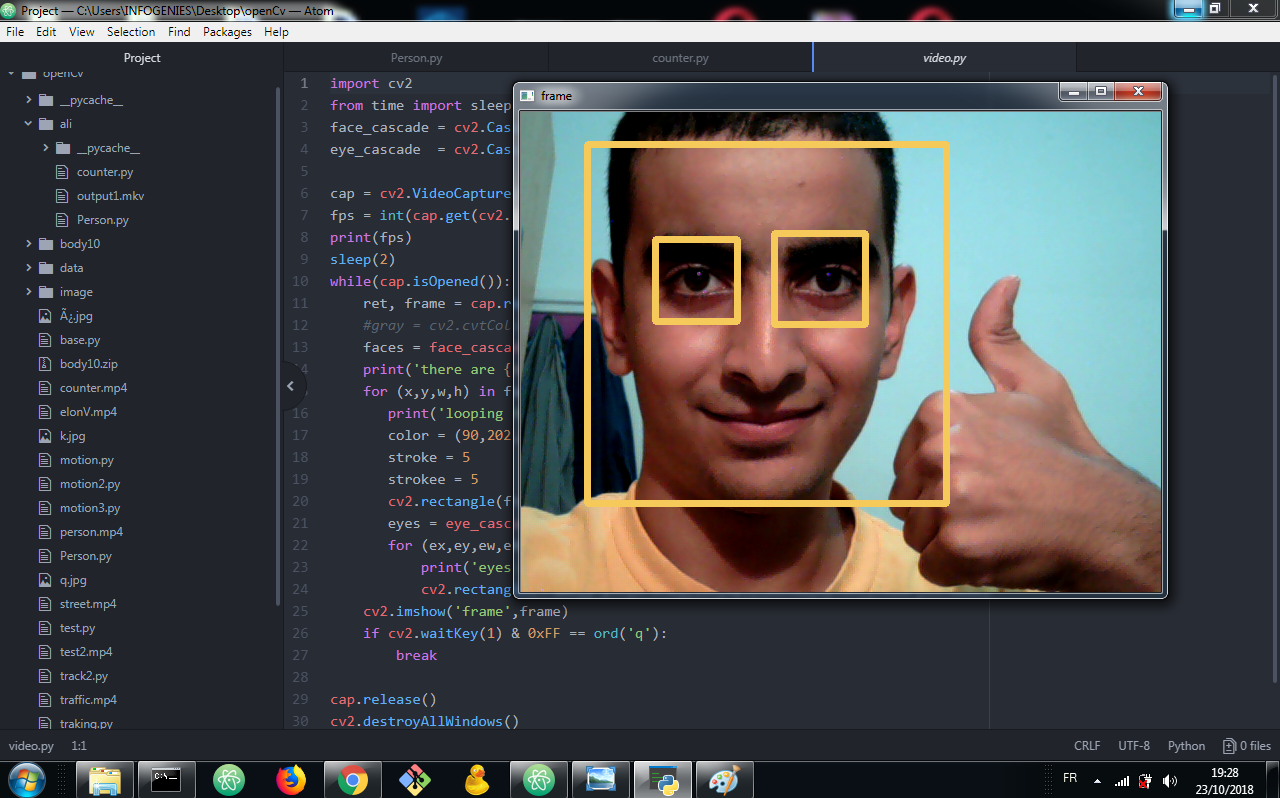 Project — C:\Users\INFOGENIES\Desktop\openCv — Atom
File Edit View Selection Find Packages Help
Project
Person.py
counter.py
video.py
openCv
__pycache__
ali
__pycache__
counter.py
output1.mkv
Person.py
body10
data
image
Ã¿.jpg
base.py
body10.zip
counter.mp4
elonV.mp4
k.jpg
motion.py
motion2.py
motion3.py
person.mp4
Person.py
q.jpg
street.mp4
test.py
test2.mp4
track2.py
traffic.mp4
traking.py
1 import cv2
2 from time import sleep
3 face_cascade = cv2.Cas
4 eye_cascade  = cv2.Cas
5
6 cap = cv2.VideoCapture
7 fps = int(cap.get(cv2.
8 print(fps)
9 sleep(2)
10 while(cap.isOpened()):
11 ret, frame = cap.r
12 #gray = cv2.cvtCol
13 faces = face_casca
14 print('there are {
for (x,y,w,h) in f
16 print('looping
17 color = (90,202
18 stroke = 5
19 strokee = 5
20 cv2.rectangle(f
21 eyes = eye_casc
22 for (ex,ey,ew,e
23 print('eyes
24 cv2.rectang
25 cv2.imshow('frame',frame)
26 if cv2.waitKey(1) & 0xFF == ord('q'):
27 break
28
29 cap.release()
30 cv2.destroyAllWindows()
frame
video.py 1:1
CRLF UTF-8 Python 0 files
C:\_
FR
19:28
23/10/2018